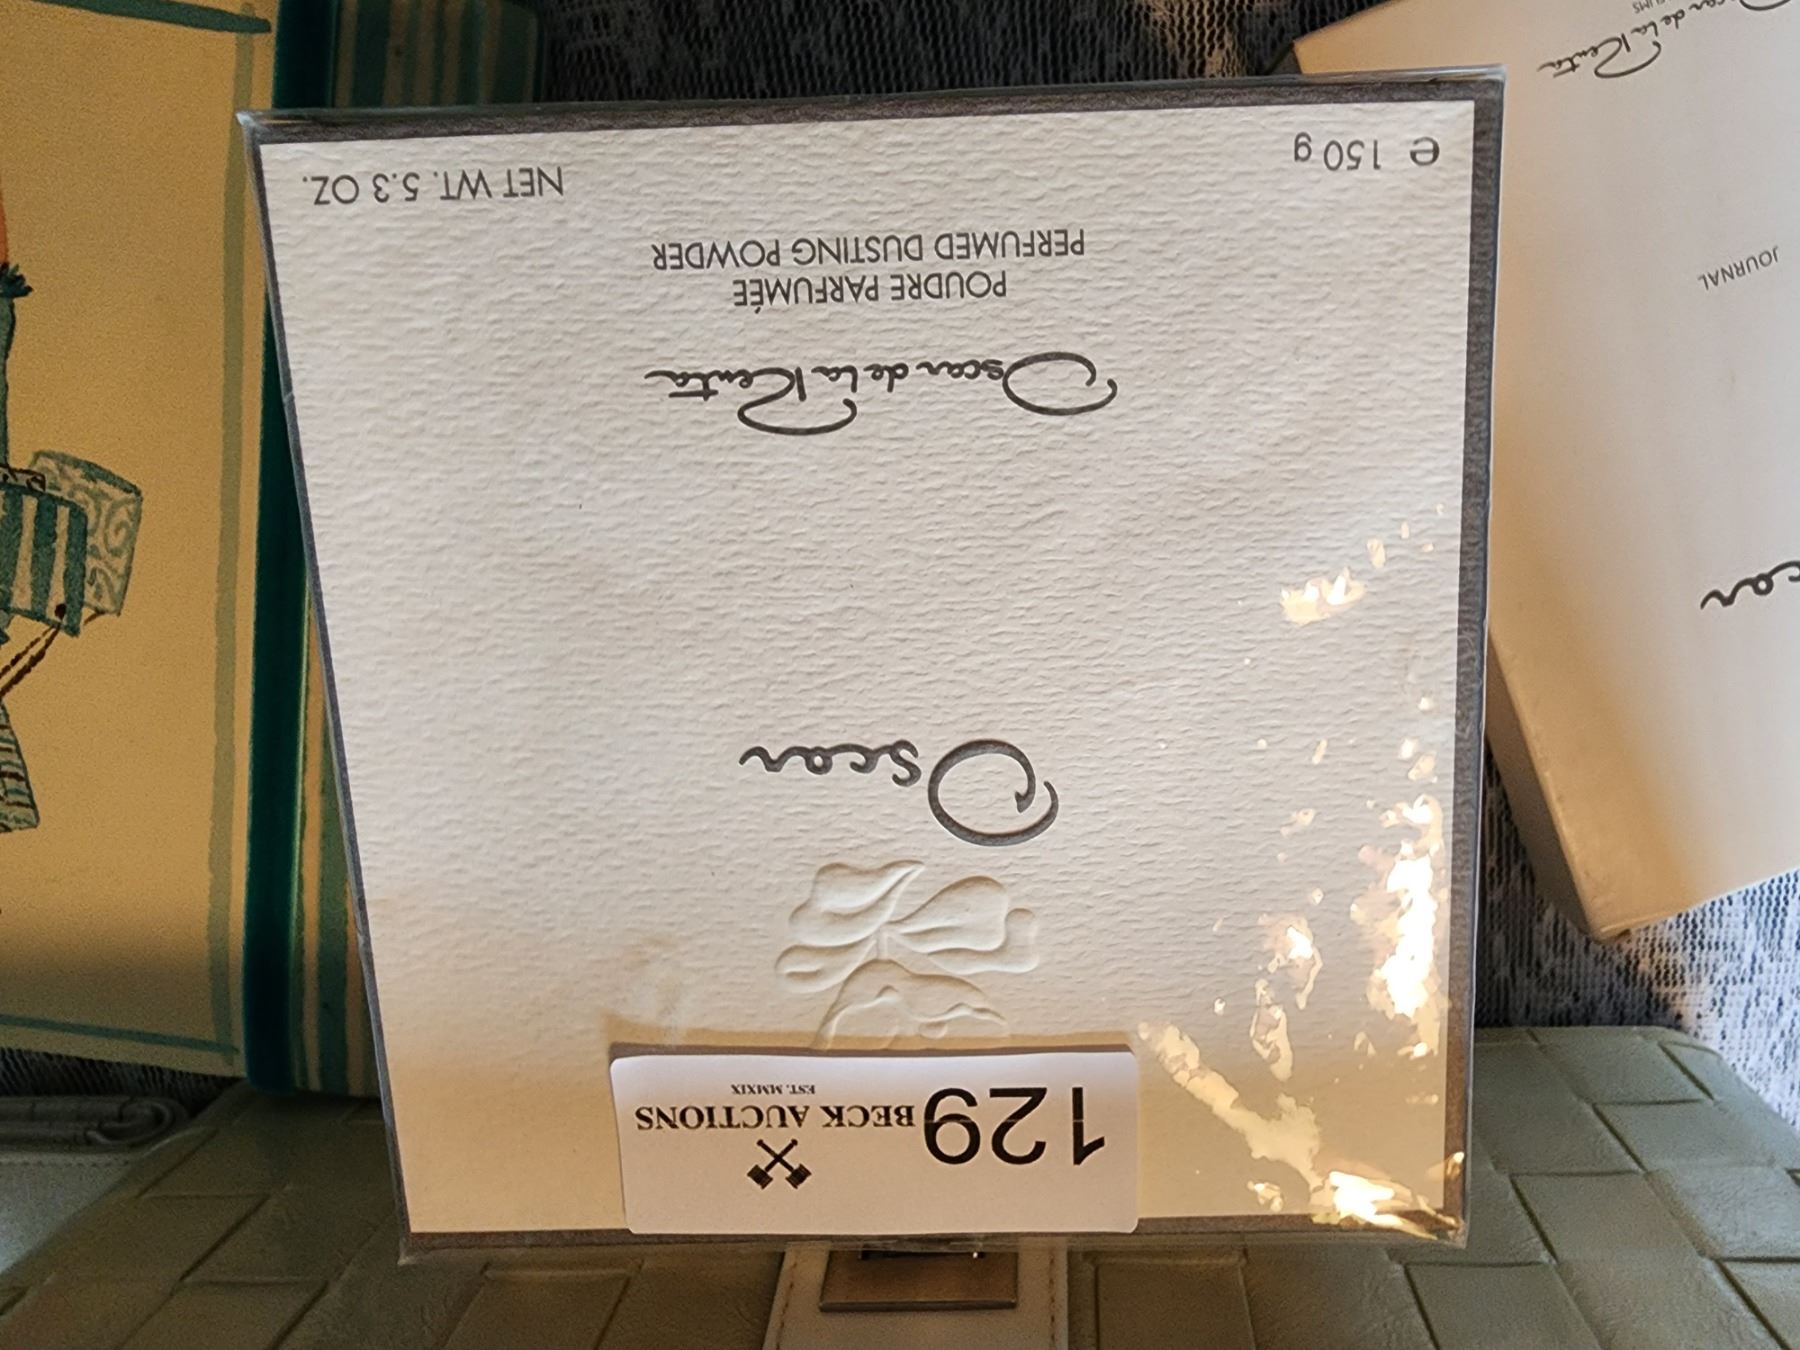 129 BECK AUCTIONS
EST. MMXIX
Oscar
Oscar de la Renta
POUDRE PARFUMÉE
PERFUMED DUSTING POWDER
e 150 g
NET WT. 5.3 OZ.
JOURNAL
de la Renta